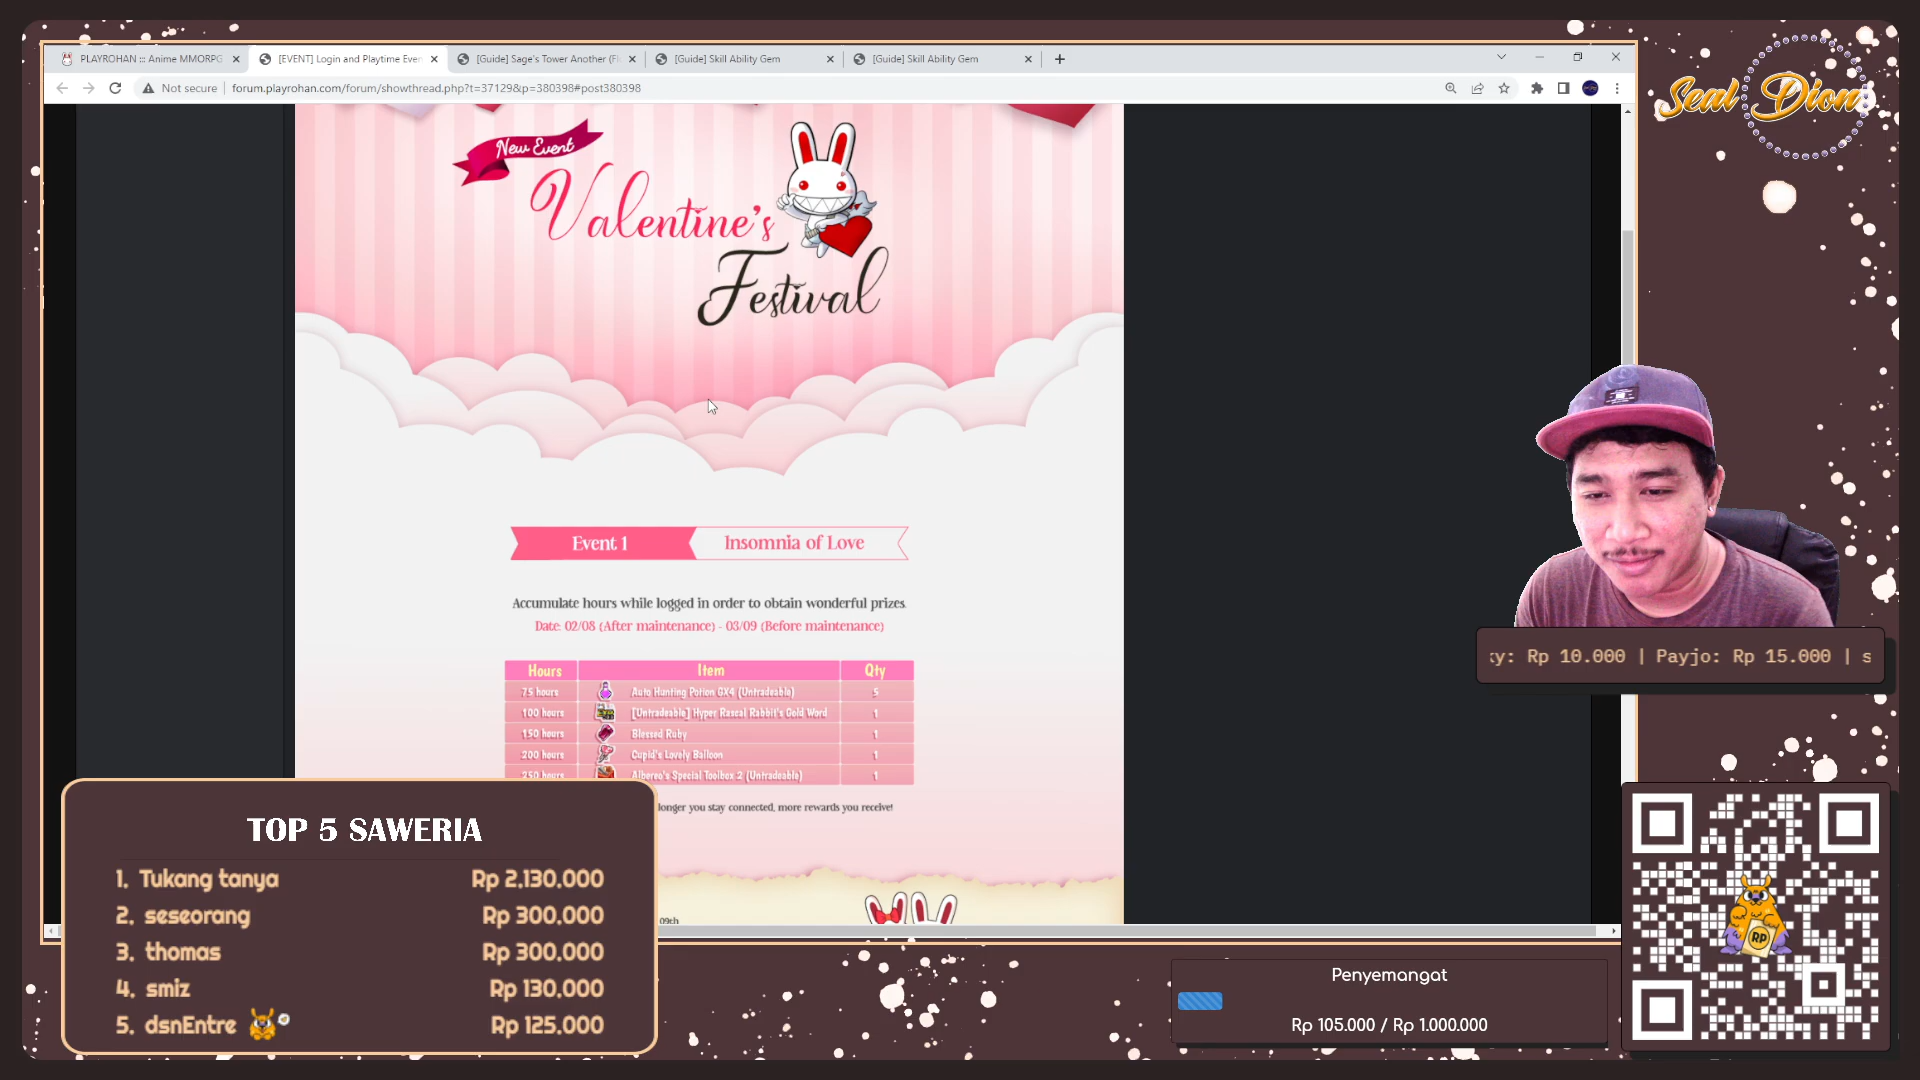 PLAYROHAN ::: Anime MMORPG
[EVENT] Login and Playtime Even
[Guide] Sage's Tower Another (Fl
[Guide] Skill Ability Gem
[Guide] Skill Ability Gem
Not secure
forum.playrohan.com/forum/showthread.php?t=37129&p=380398#post380398
Seal Dion
New Event
Valentine's
Festival
Event 1
Insomnia of Love
Accumulate hours while logged in order to obtain wonderful prizes.
Date: 02/08 (After maintenance) - 03/09 (Before maintenance)
Hours Item Qty
75 hours Auto Hunting Potion GX4 (Untradeable) 5
100 hours [Untradeable] Hyper Rascal Rabbit's Gold Word 1
150 hours Blessed Ruby 1
200 hours Cupid's Lovely Balloon 1
250 hours Albereo's Special Toolbox 2 (Untradeable) 1
longer you stay connected, more rewards you receive!
09th
xy: Rp 10.000 | Payjo: Rp 15.000 | s
TOP 5 SAWERIA
1. Tukang tanya Rp 2.130.000
2. seseorang Rp 300.000
3. thomas Rp 300.000
4. smiz Rp 130.000
5. dsnEntre Rp 125.000
Penyemangat
Rp 105.000 / Rp 1.000.000
RP